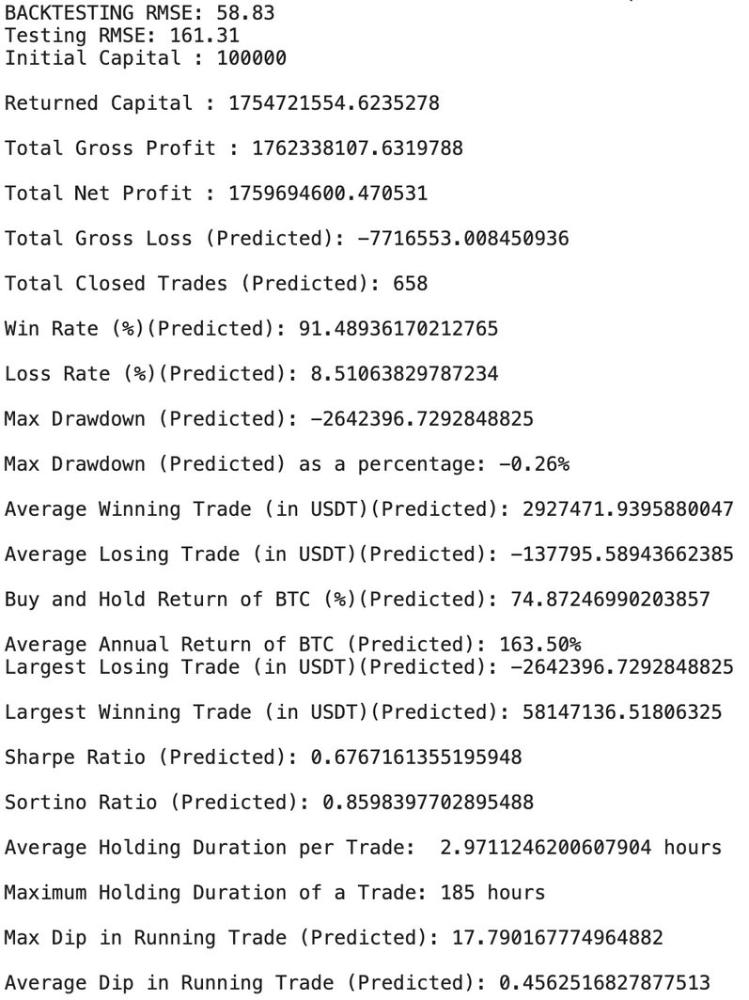 BACKTESTING RMSE: 58.83
Testing RMSE: 161.31
Initial Capital : 100000
Returned Capital : 1754721554.6235278
Total Gross Profit : 1762338107.6319788
Total Net Profit : 1759694600.470531
Total Gross Loss (Predicted): -7716553.008450936
Total Closed Trades (Predicted): 658
Win Rate (%)(Predicted): 91.48936170212765
Loss Rate (%)(Predicted): 8.51063829787234
Max Drawdown (Predicted): -2642396.7292848825
Max Drawdown (Predicted) as a percentage: -0.26%
Average Winning Trade (in USDT)(Predicted): 2927471.9395880047
Average Losing Trade (in USDT)(Predicted): -137795.58943662385
Buy and Hold Return of BTC (%)(Predicted): 74.87246990203857
Average Annual Return of BTC (Predicted): 163.50%
Largest Losing Trade (in USDT)(Predicted): -2642396.7292848825
Largest Winning Trade (in USDT)(Predicted): 58147136.51806325
Sharpe Ratio (Predicted): 0.6767161355195948
Sortino Ratio (Predicted): 0.8598397702895488
Average Holding Duration per Trade:  2.9711246200607904 hours
Maximum Holding Duration of a Trade: 185 hours
Max Dip in Running Trade (Predicted): 17.790167774964882
Average Dip in Running Trade (Predicted): 0.4562516827877513